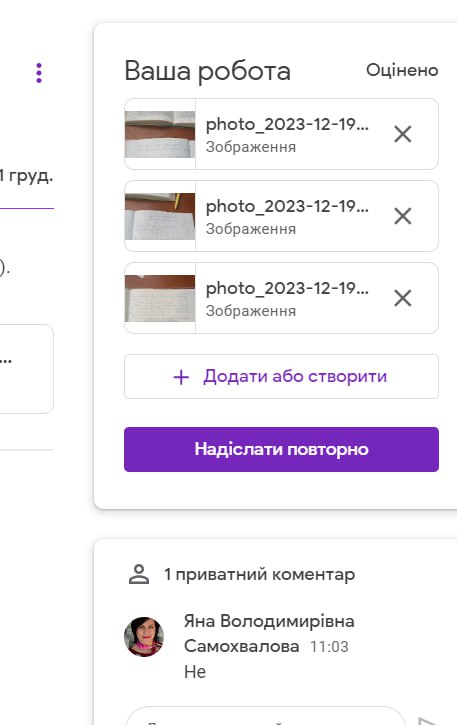 Ваша робота
Оцінено
photo_2023-12-19...
Зображення
photo_2023-12-19...
Зображення
photo_2023-12-19...
Зображення
+ Додати або створити
Надіслати повторно
1 груд.
).
...
1 приватний коментар
Яна Володимирівна
Самохвалова 11:03
Не